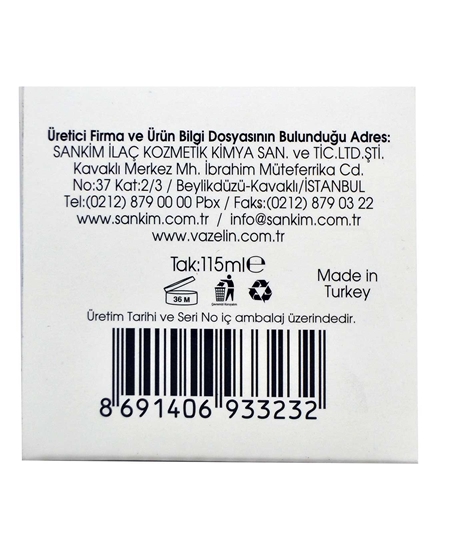 Üretici Firma ve Ürün Bilgi Dosyasının Bulunduğu Adres:
SANKİM İLAÇ KOZMETİK KİMYA SAN. ve TİC.LTD.ŞTİ.
Kavaklı Merkez Mh. İbrahim Müteferrika Cd.
No:37 Kat:2/3 / Beylikdüzü-Kavaklı/İSTANBUL
Tel:(0212) 879 00 00 Pbx / Faks:(0212) 879 03 22
www.sankim.com.tr / info@sankim.com.tr
www.vazelin.com.tr
Tak:115ml℮
Made in
Turkey
36 M
Üretim Tarihi ve Seri No iç ambalaj üzerindedir.
8 691406 933232